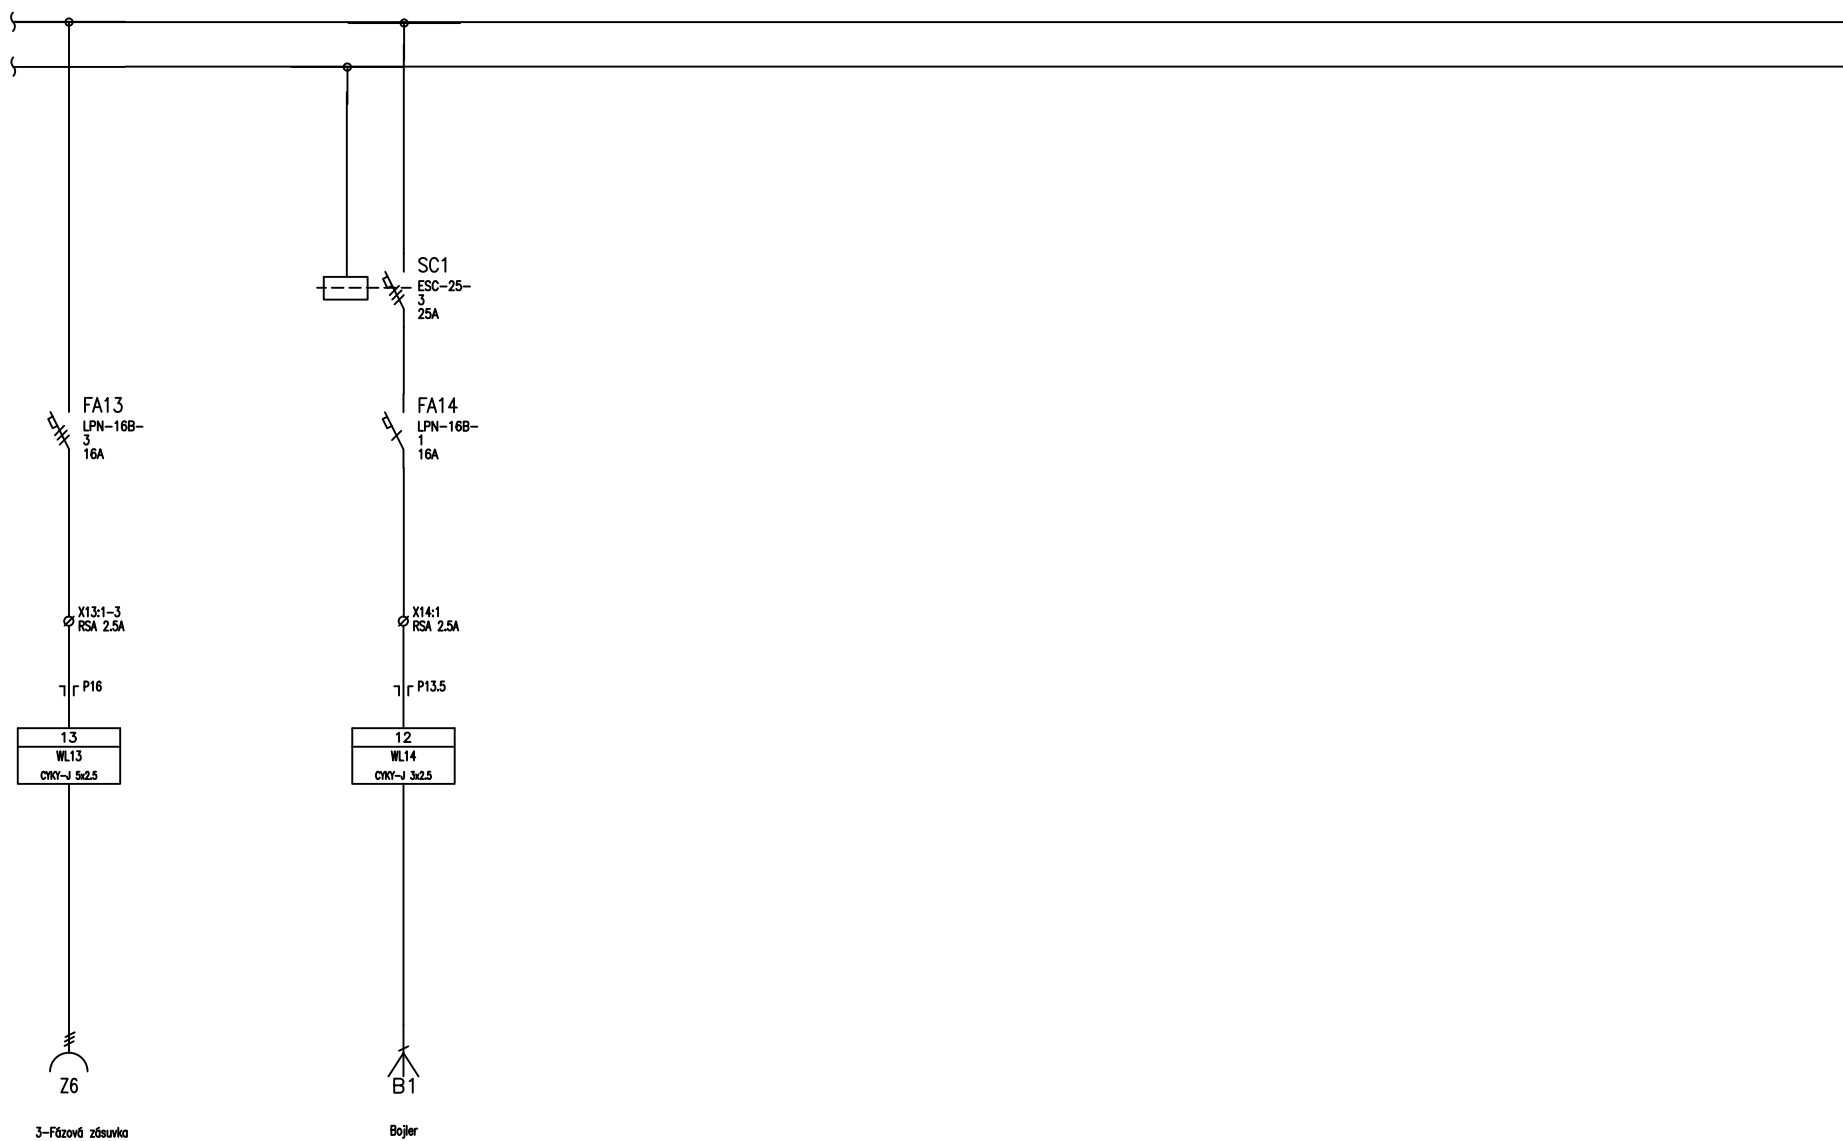 SC1
ESC-25-
3
25A
FA13
LPN-16B-
3
16A
FA14
LPN-16B-
1
16A
X13:1-3
RSA 2.5A
X14:1
RSA 2.5A
P16
P13.5
13
WL13
CYKY-J 5x2.5
12
WL14
CYKY-J 3x2.5
Z6
B1
3-Fázová zásuvka
Bojler